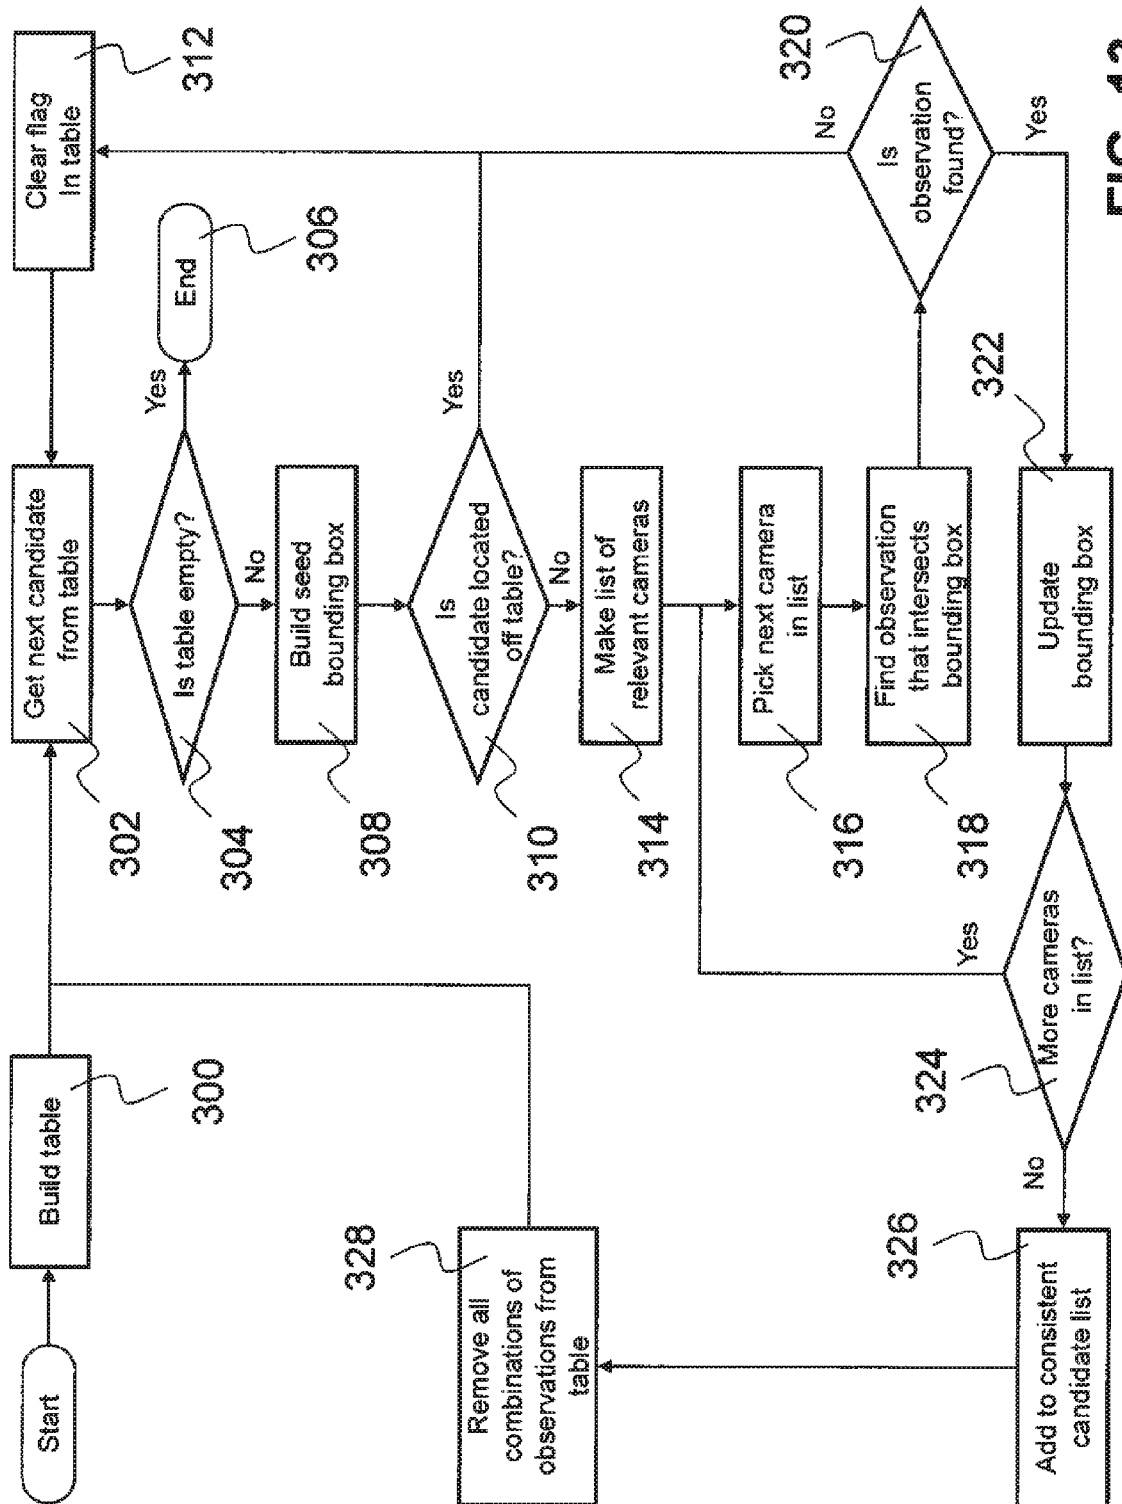 Start
Build table
300
Get next candidate
from table
302
Clear flag
In table
312
Is table empty?
304
Yes
End
306
No
Build seed
bounding box
308
Is
candidate located
off table?
310
Yes
No
Make list of
relevant cameras
314
Pick next camera
in list
316
Find observation
that intersects
bounding box
318
Is
observation
found?
320
No
Yes
Update
bounding box
322
More cameras
in list?
324
Yes
No
Add to consistent
candidate list
326
Remove all
combinations of
observations from
table
328